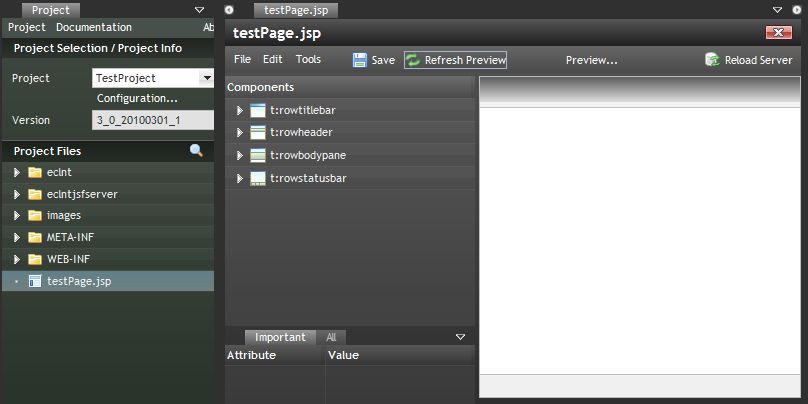 Project
Project Documentation Ab
Project Selection / Project Info
Project TestProject
Configuration...
Version 3_0_20100301_1
Project Files
eclnt
eclntjsfserver
images
META-INF
WEB-INF
testPage.jsp
testPage.jsp
testPage.jsp
File Edit Tools Save Refresh Preview Preview... Reload Server
Components
t:rowtitlebar
t:rowheader
t:rowbodypane
t:rowstatusbar
Important All
Attribute Value